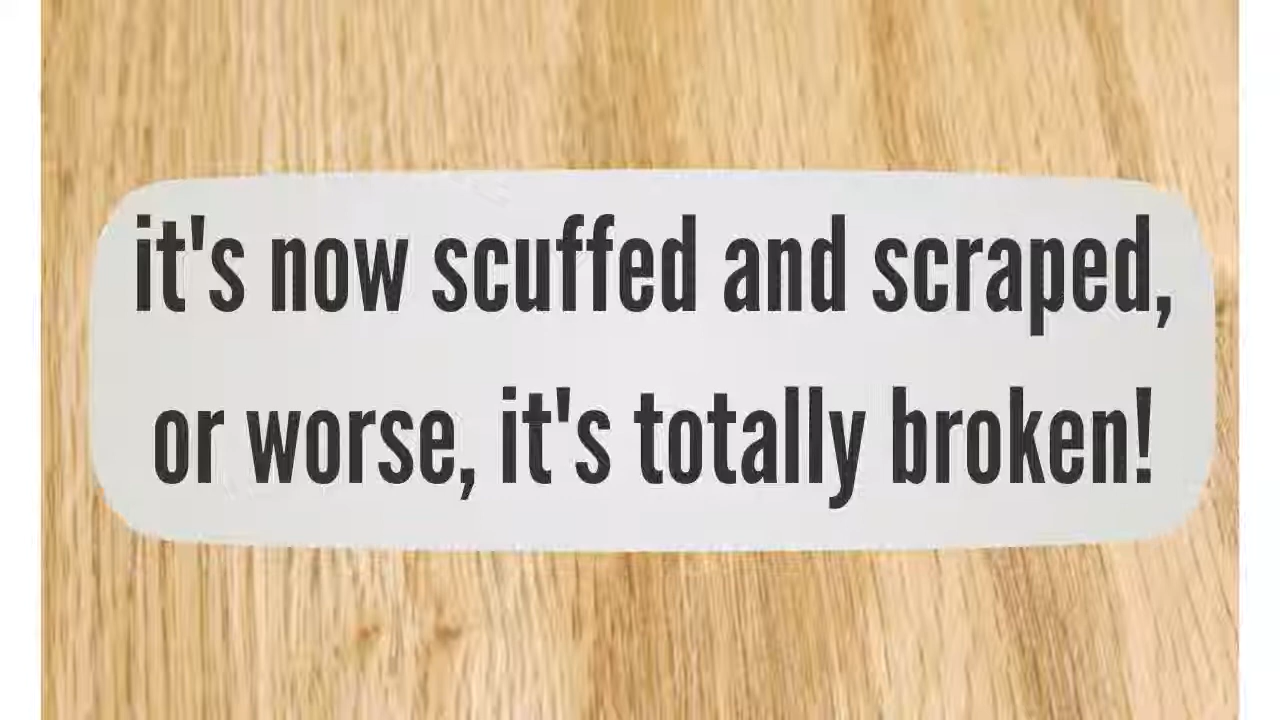 it's now scuffed and scraped,
or worse, it's totally broken!